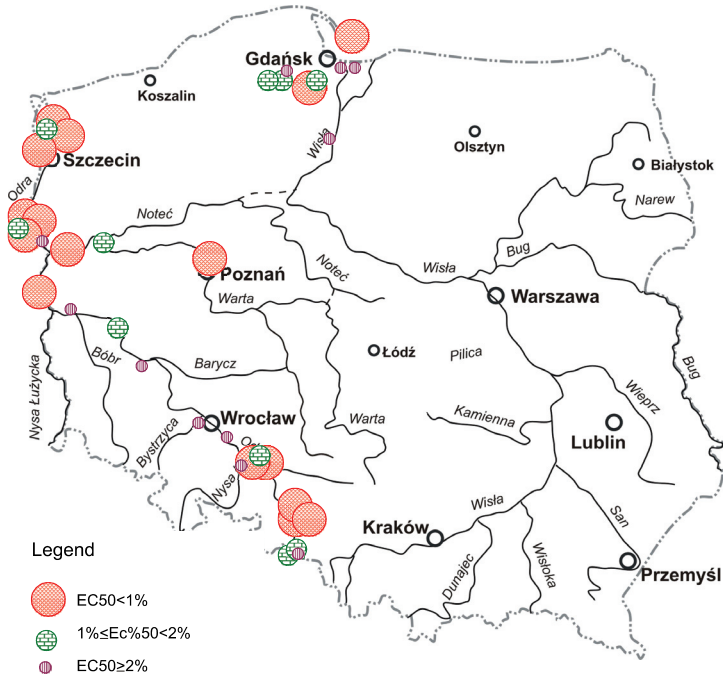 Gdańsk
Koszalin
Wisła
Olsztyn
Białystok
Szczecin
Odra
Narew
Noteć
Bug
Poznań
Noteć
Wisła
Warszawa
Warta
Łódź
Pilica
Bóbr
Barycz
Nysa Łużycka
Bug
Wieprz
Kamienna
Warta
Wrocław
Bystrzyca
Lublin
Nysa
Wisła
San
Kraków
Dunajec
Wisłoka
Przemyśl
Legend
EC50<1%
1%≤Ec%50<2%
EC50≥2%